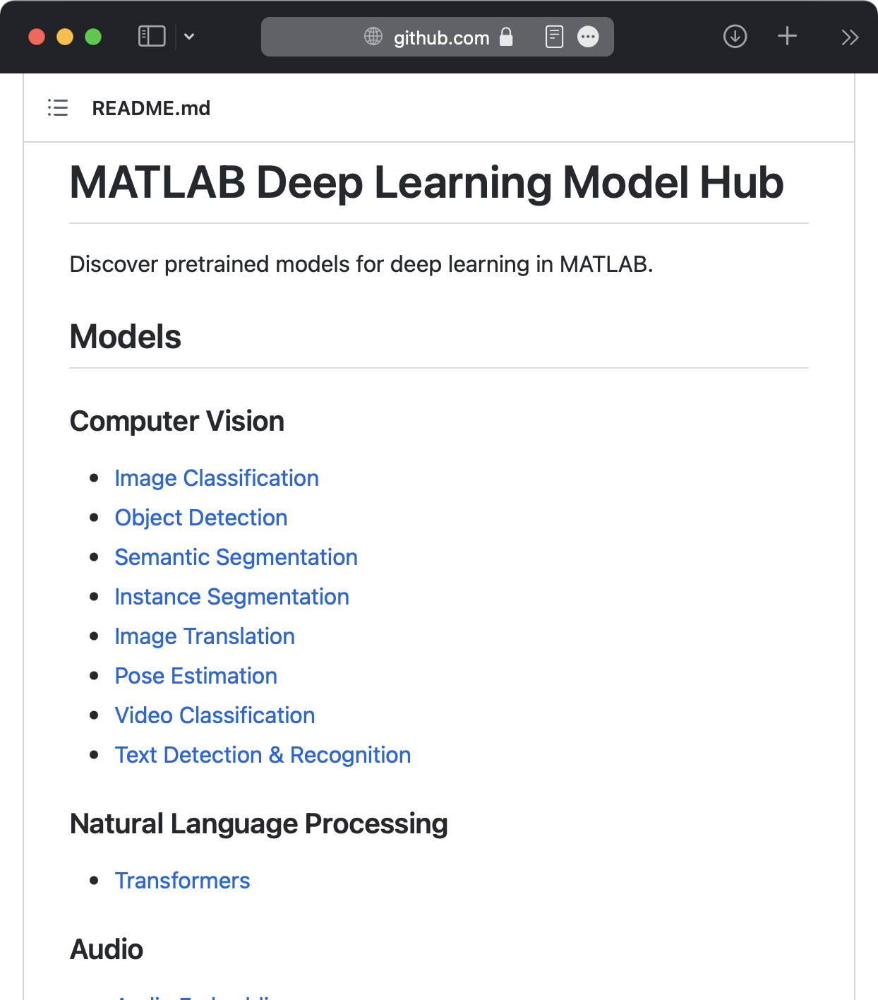 github.com
README.md
MATLAB Deep Learning Model Hub
Discover pretrained models for deep learning in MATLAB.
Models
Computer Vision
Image Classification
Object Detection
Semantic Segmentation
Instance Segmentation
Image Translation
Pose Estimation
Video Classification
Text Detection & Recognition
Natural Language Processing
Transformers
Audio